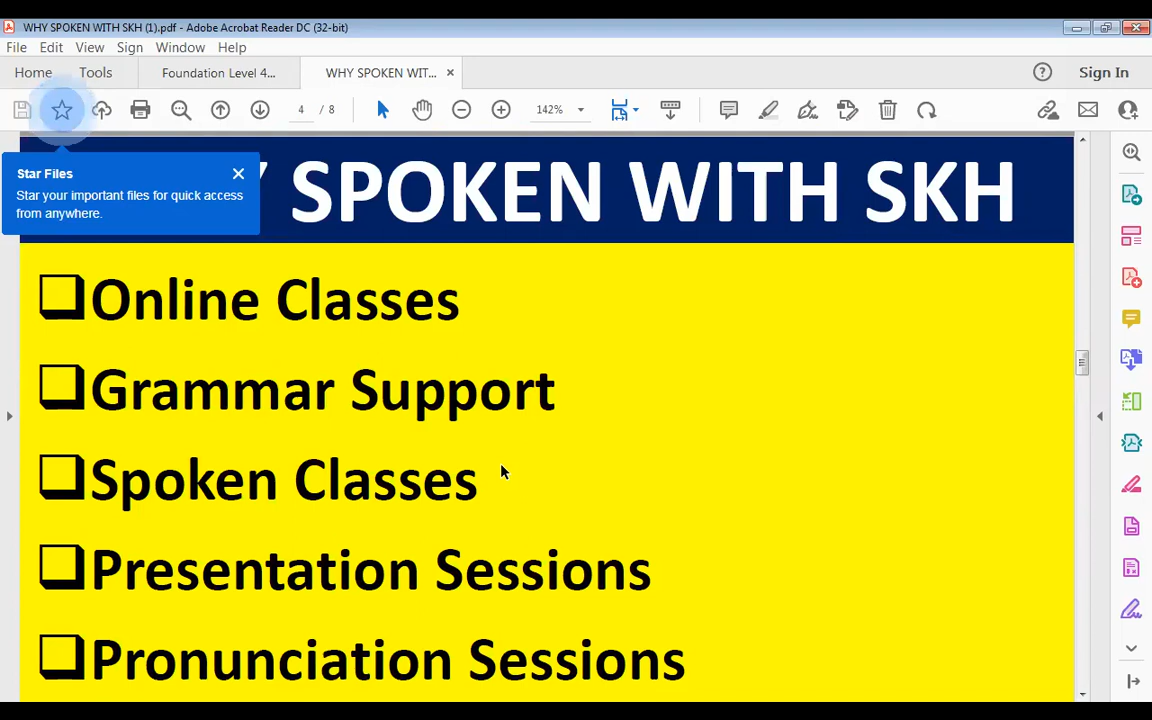 WHY SPOKEN WITH SKH (1).pdf - Adobe Acrobat Reader DC (32-bit)
File Edit View Sign Window Help
Home Tools Foundation Level 4... WHY SPOKEN WIT... × Sign In
4 / 8 142%
Star Files
Star your important files for quick access
from anywhere.
SPOKEN WITH SKH
Online Classes
Grammar Support
Spoken Classes
Presentation Sessions
Pronunciation Sessions